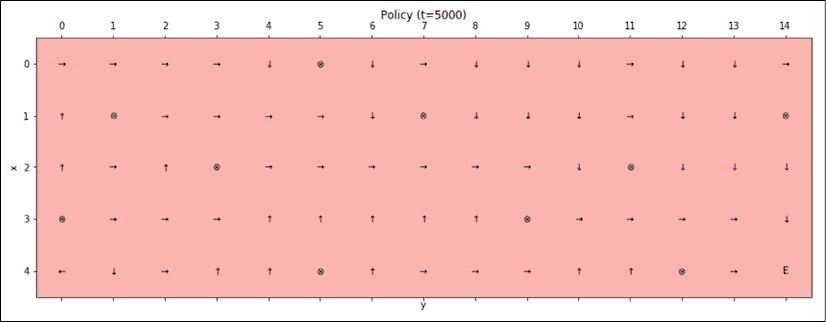 Policy (t=5000)
0 1 2 3 4 5 6 7 8 9 10 11 12 13 14
0 → → → → ↓ ⊗ ↓ → ↓ ↓ ↓ → ↓ ↓ →
1 ↑ ⊗ → → → → ↓ ⊗ ↓ ↓ ↓ → ↓ ↓ ⊗
x 2 ↑ → ↑ ⊗ → → → → → → ↓ ⊗ ↓ ↓ ↓
3 ⊗ → → → ↑ ↑ ↑ ↑ ↑ ⊗ → → → → ↓
4 ← ↓ → ↑ ↑ ⊗ ↑ → → → ↑ ↑ ⊗ → E
y